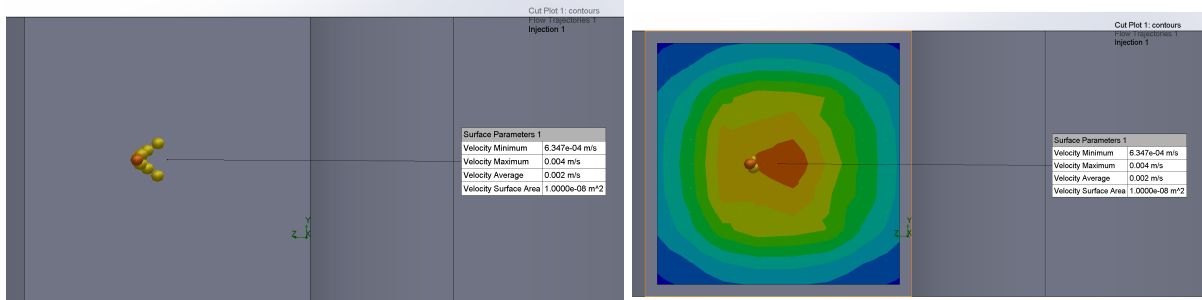 Cut Plot 1: contours
Flow Trajectories 1
Injection 1
Surface Parameters 1
Velocity Minimum 6.347e-04 m/s
Velocity Maximum 0.004 m/s
Velocity Average 0.002 m/s
Velocity Surface Area 1.0000e-08 m^2
Y
Z X
Cut Plot 1: contours
Flow Trajectories 1
Injection 1
Surface Parameters 1
Velocity Minimum 6.347e-04 m/s
Velocity Maximum 0.004 m/s
Velocity Average 0.002 m/s
Velocity Surface Area 1.0000e-08 m^2
Y
Z X